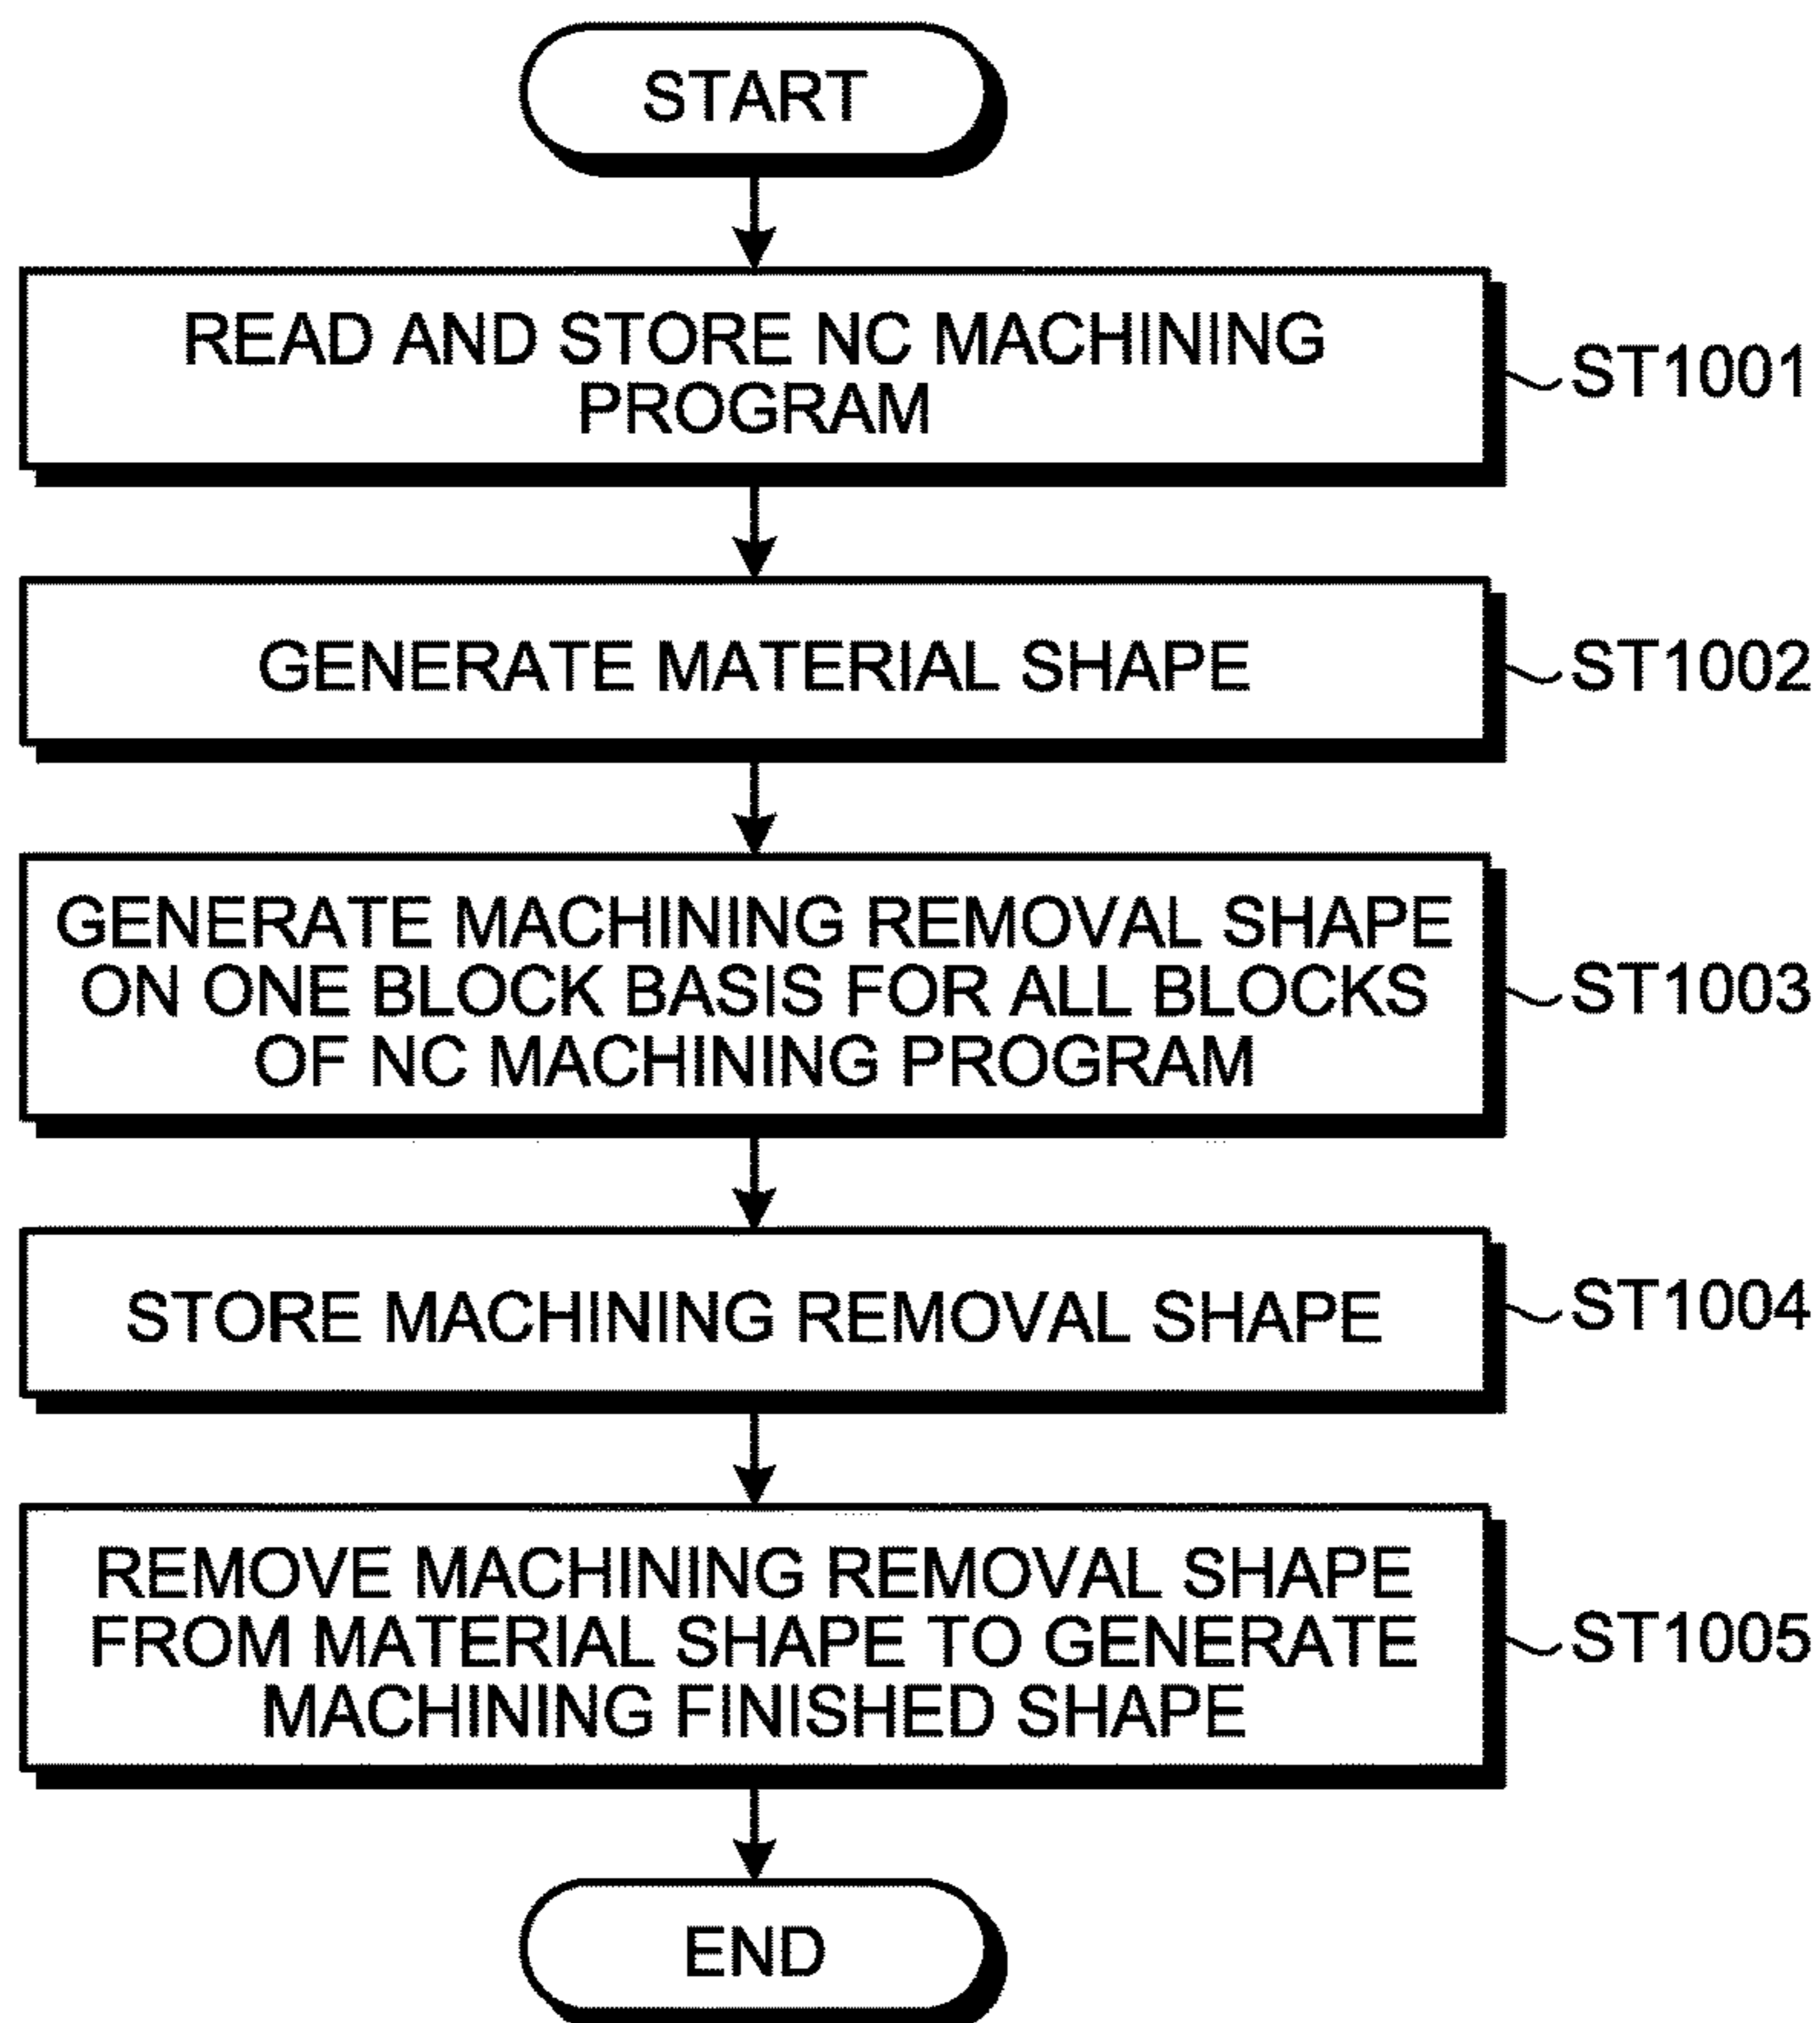 START
READ AND STORE NC MACHINING
PROGRAM
ST1001
GENERATE MATERIAL SHAPE
ST1002
GENERATE MACHINING REMOVAL SHAPE
ON ONE BLOCK BASIS FOR ALL BLOCKS
OF NC MACHINING PROGRAM
ST1003
STORE MACHINING REMOVAL SHAPE
ST1004
REMOVE MACHINING REMOVAL SHAPE
FROM MATERIAL SHAPE TO GENERATE
MACHINING FINISHED SHAPE
ST1005
END